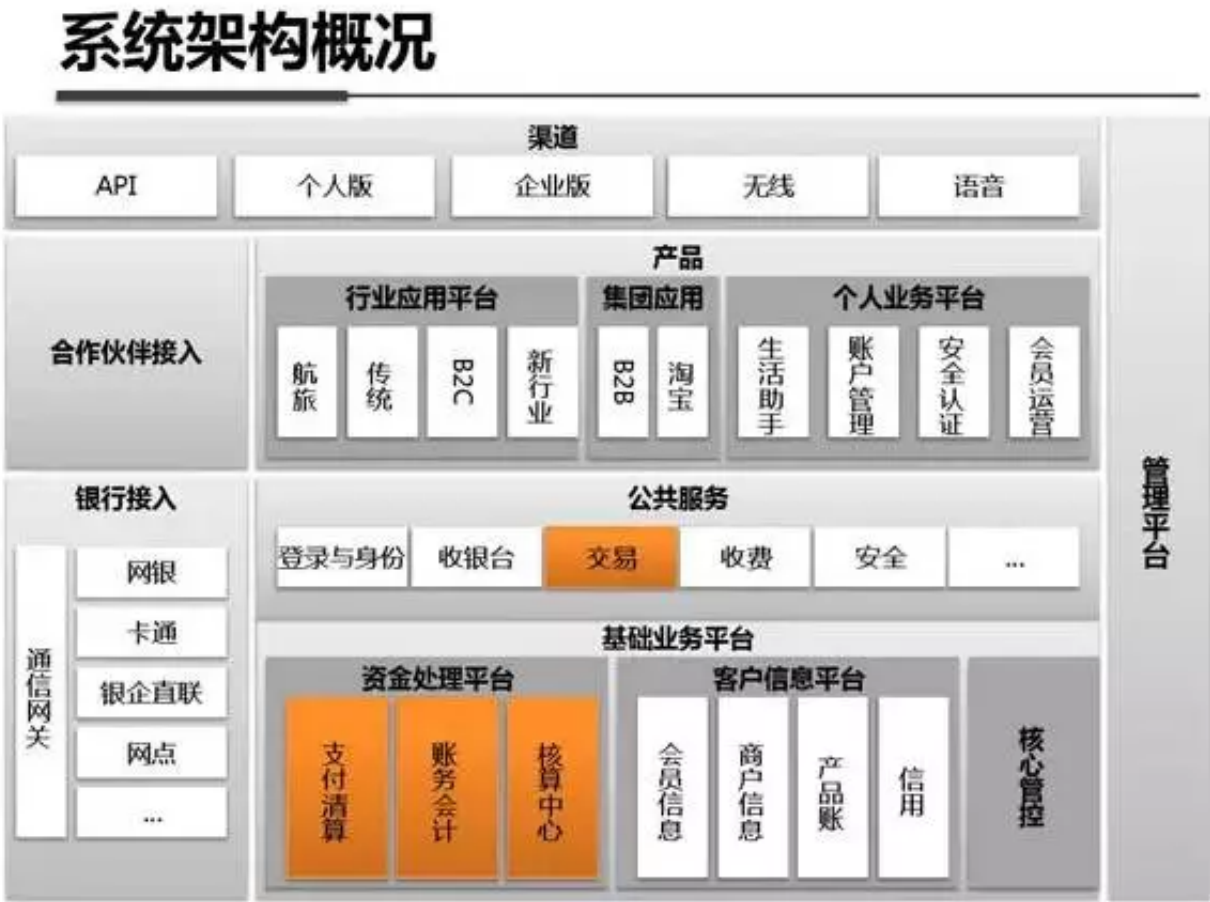 系统架构概况
渠道
API
个人版
企业版
无线
语音
合作伙伴接入
产品
行业应用平台
航旅
传统
B2C
新行业
集团应用
B2B
淘宝
个人业务平台
生活助手
账户管理
安全认证
会员运营
管理平台
银行接入
通信网关
网银
卡通
银企直联
网点
...
公共服务
登录与身份
收银台
交易
收费
安全
...
基础业务平台
资金处理平台
支付清算
账务会计
核算中心
客户信息平台
会员信息
商户信息
产品账
信用
核心管控